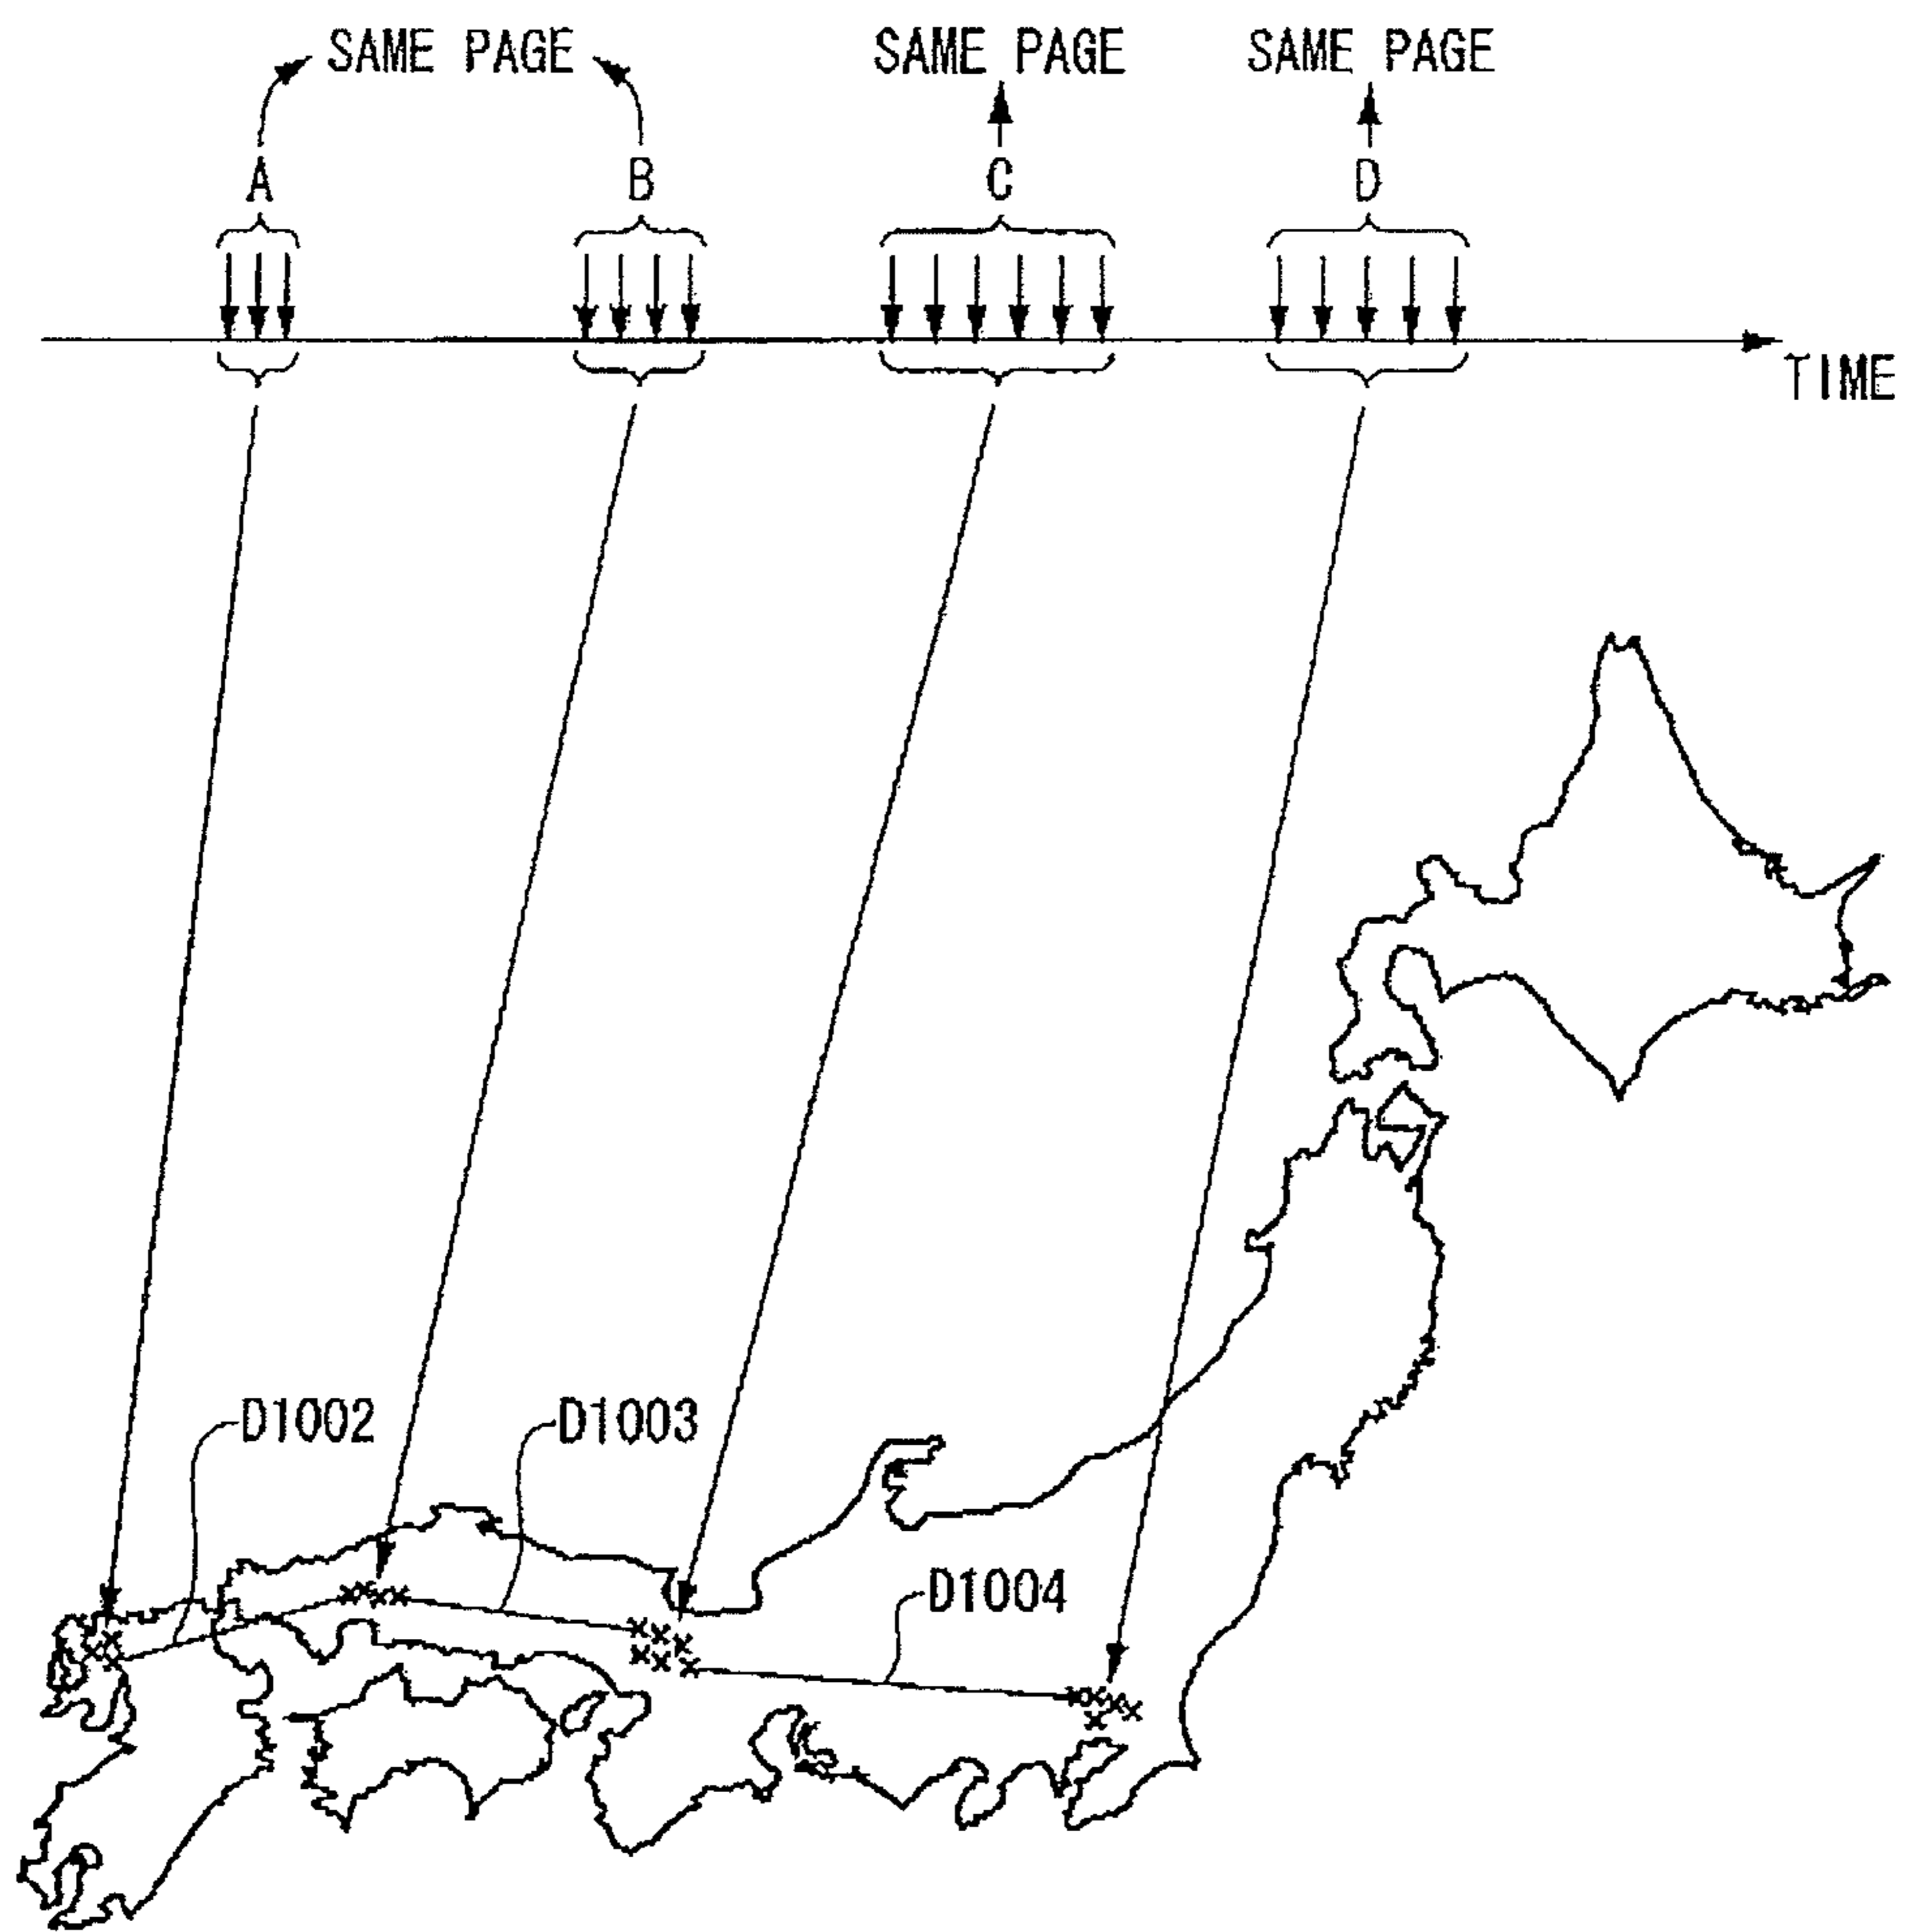 SAME PAGE SAME PAGE SAME PAGE
A B C D
TIME
D1002 D1003
D1004